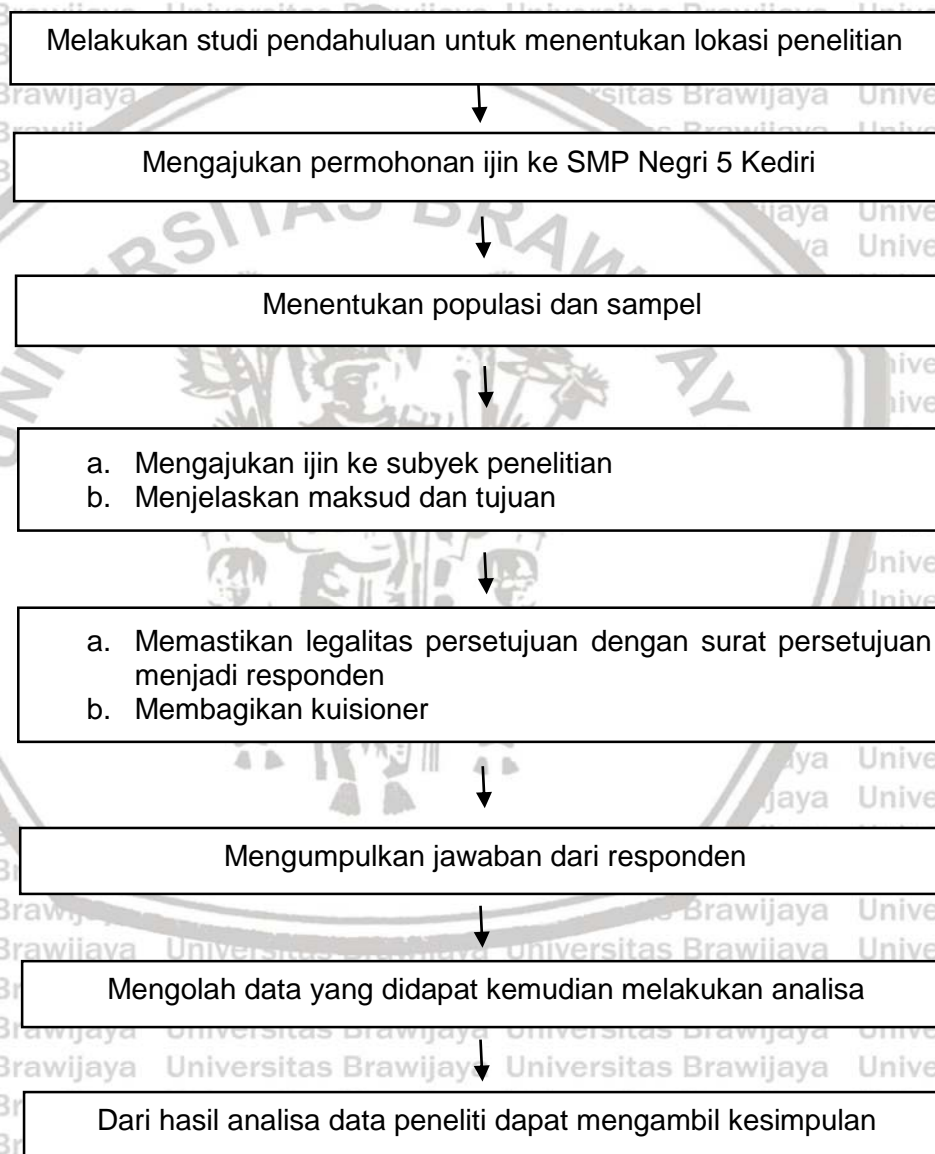 Melakukan studi pendahuluan untuk menentukan lokasi penelitian
Mengajukan permohonan ijin ke SMP Negri 5 Kediri
Menentukan populasi dan sampel
a. Mengajukan ijin ke subyek penelitian
b. Menjelaskan maksud dan tujuan
a. Memastikan legalitas persetujuan dengan surat persetujuan
menjadi responden
b. Membagikan kuisioner
Mengumpulkan jawaban dari responden
Mengolah data yang didapat kemudian melakukan analisa
Dari hasil analisa data peneliti dapat mengambil kesimpulan